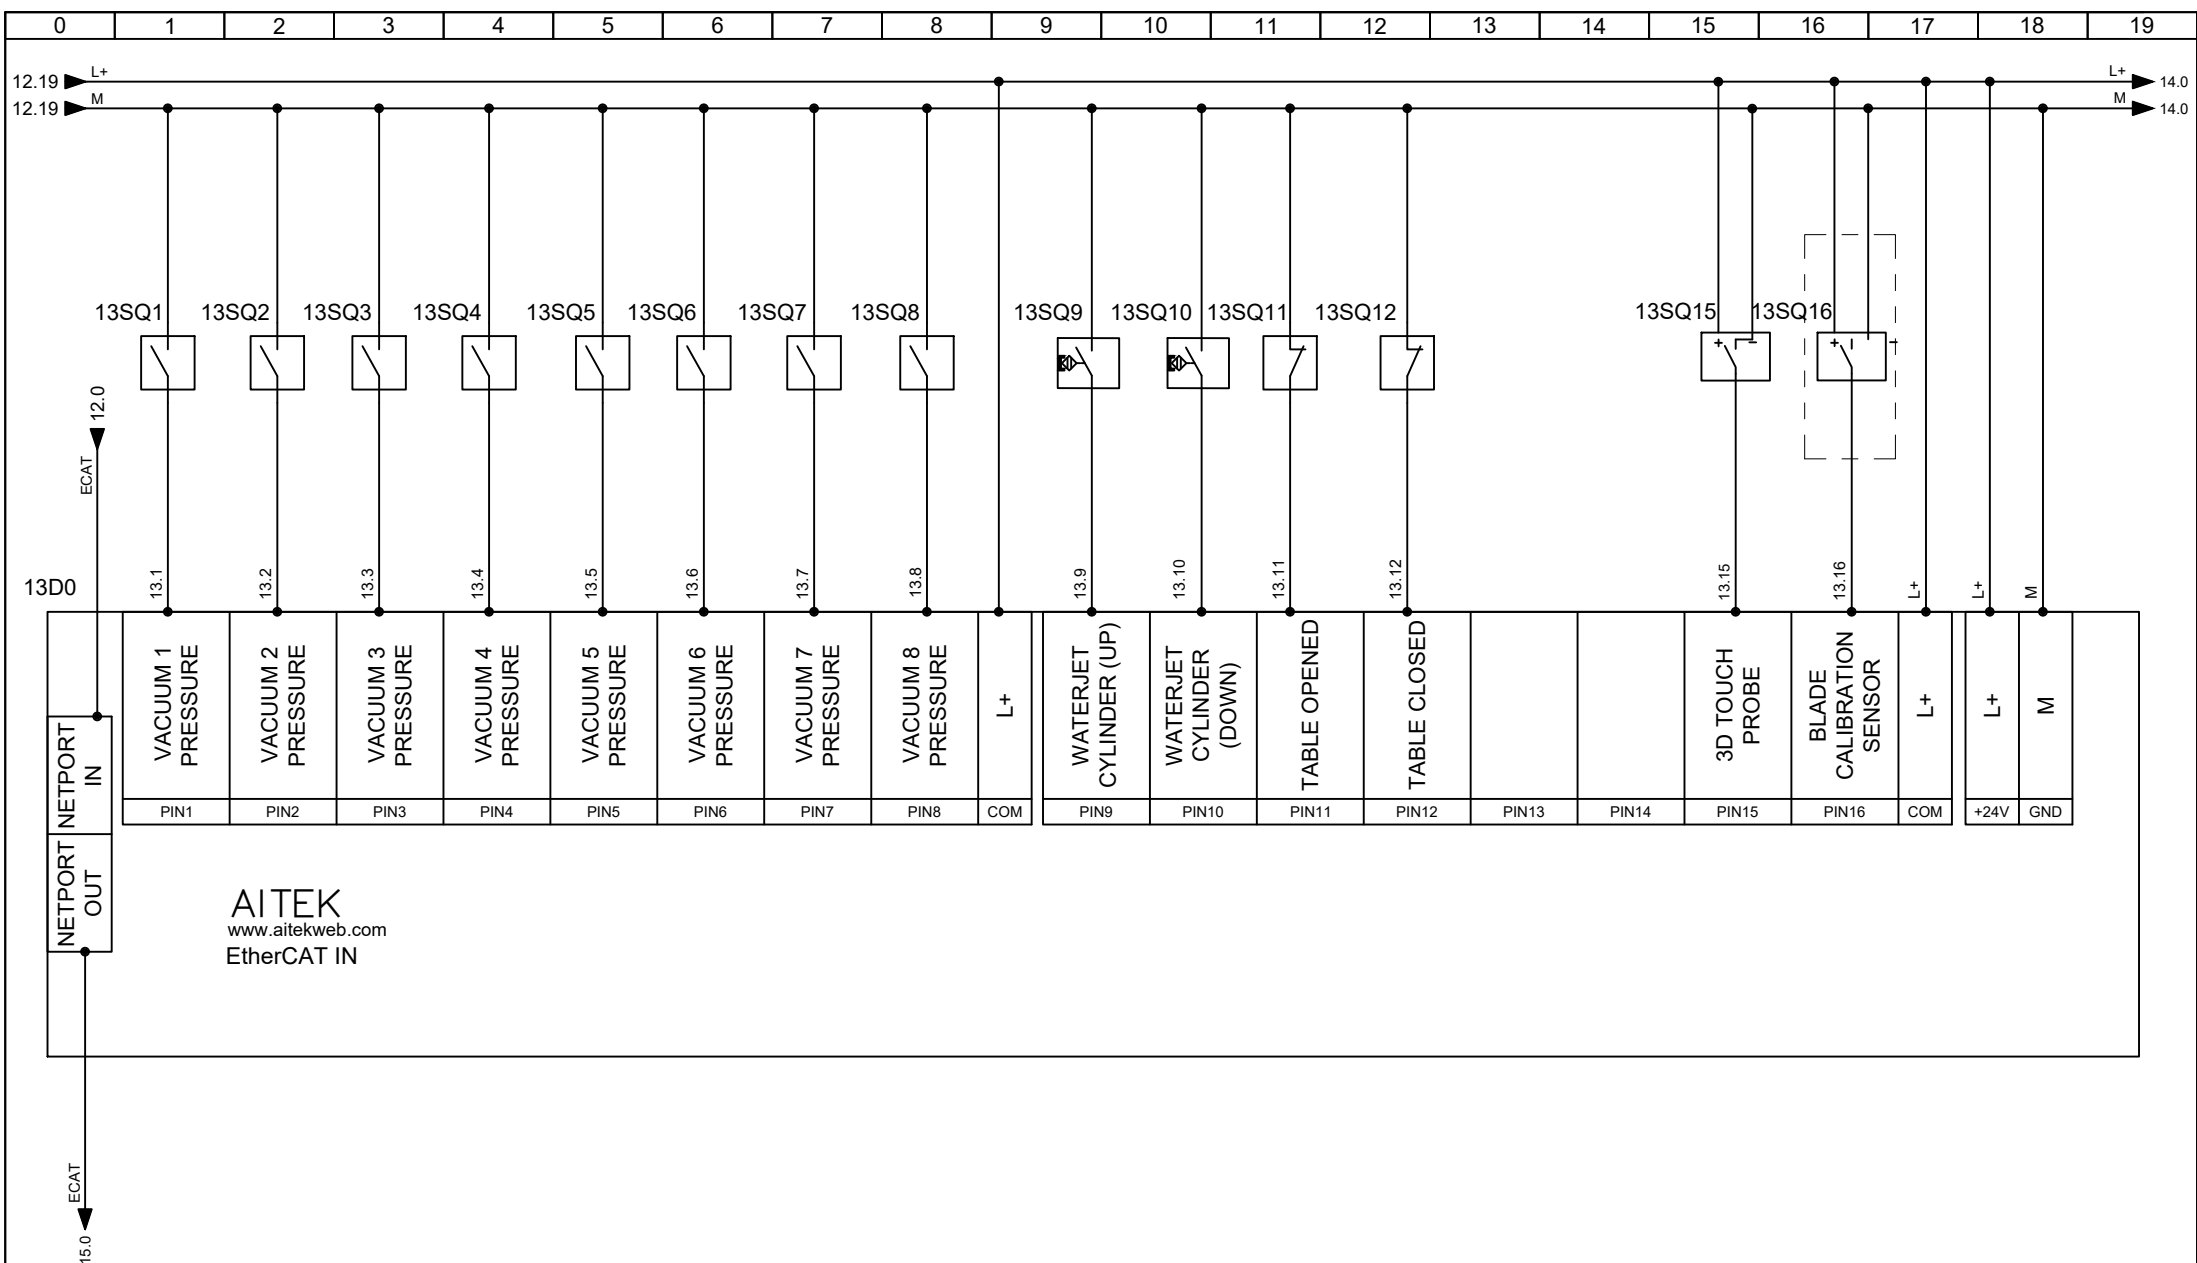 0 1 2 3 4 5 6 7 8 9 10 11 12 13 14 15 16 17 18 19
12.19 L+ L+ 14.0
12.19 M M 14.0
13SQ1 13SQ2 13SQ3 13SQ4 13SQ5 13SQ6 13SQ7 13SQ8 13SQ9 13SQ10 13SQ11 13SQ12 13SQ15 13SQ16
+ - + -
12.0
ECAT
13.1 13.2 13.3 13.4 13.5 13.6 13.7 13.8 13.9 13.10 13.11 13.12 13.15 13.16 L+ L+ M
13D0
NETPORT
IN
NETPORT
OUT
VACUUM 1
PRESSURE
VACUUM 2
PRESSURE
VACUUM 3
PRESSURE
VACUUM 4
PRESSURE
VACUUM 5
PRESSURE
VACUUM 6
PRESSURE
VACUUM 7
PRESSURE
VACUUM 8
PRESSURE
L+
WATERJET
CYLINDER (UP)
WATERJET
CYLINDER
(DOWN)
TABLE OPENED
TABLE CLOSED
3D TOUCH
PROBE
BLADE
CALIBRATION
SENSOR
L+
L+
M
PIN1 PIN2 PIN3 PIN4 PIN5 PIN6 PIN7 PIN8 COM PIN9 PIN10 PIN11 PIN12 PIN13 PIN14 PIN15 PIN16 COM +24V GND
AITEK
www.aitekweb.com
EtherCAT IN
ECAT
15.0